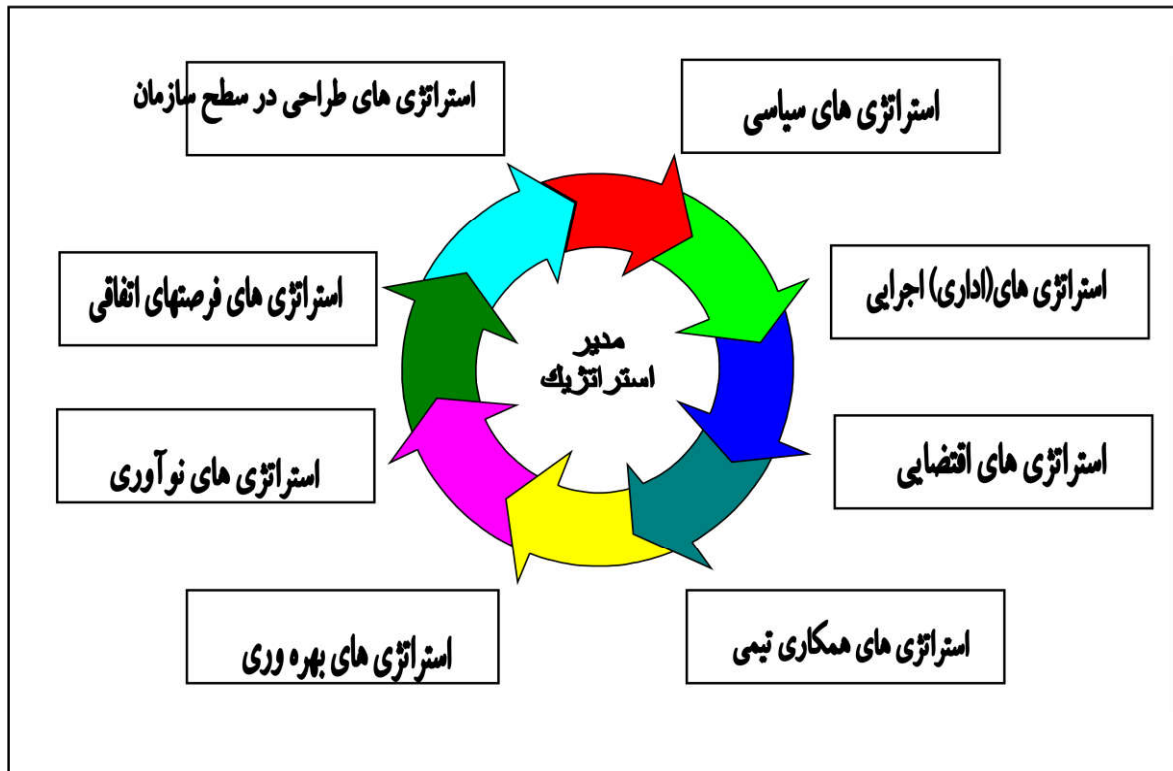 استراتژی های سیاسی
استراتژی های طراحی در سطح سازمان
استراتژی های(اداری) اجرایی
استراتژی های فرصتهای اتفاقی
مدیر
استراتژیك
استراتژی های اقتضایی
استراتژی های نوآوری
استراتژی های همکاری تیمی
استراتژی های بهره وری